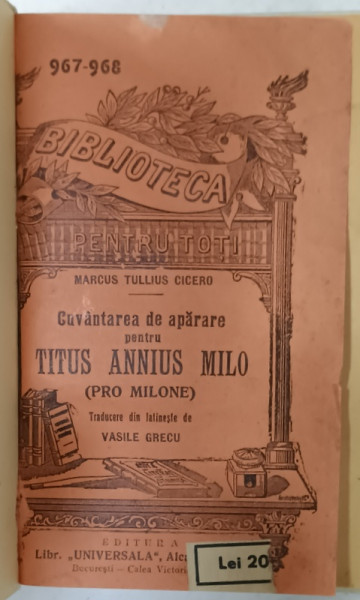 967-968
BIBLIOTECA
PENTRU TOȚI
MARCUS TULLIUS CICERO
Cuvântarea de apărare
pentru
TITUS ANNIUS MILO
(PRO MILONE)
Traducere din latinește de
VASILE GRECU
EDITURA
Libr. „UNIVERSALA“, Alc
București — Calea Victori
Lei 20